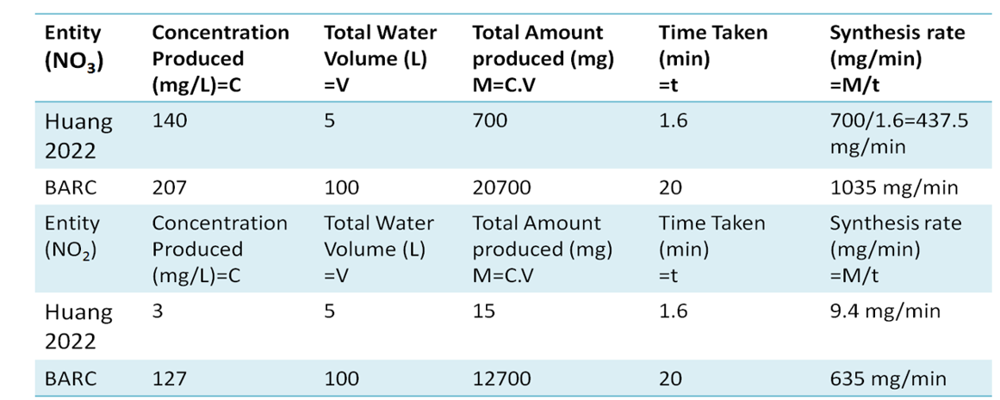 Entity Concentration Total Water Total Amount Time Taken Synthesis rate
(NO₃) Produced Volume (L) produced (mg) (min) (mg/min)
(mg/L)=C =V M=C.V =t =M/t
Huang 140 5 700 1.6 700/1.6=437.5
2022 mg/min
BARC 207 100 20700 20 1035 mg/min
Entity Concentration Total Water Total Amount Time Taken Synthesis rate
(NO₂) Produced Volume (L) produced (mg) (min) (mg/min)
(mg/L)=C =V M=C.V =t =M/t
Huang 3 5 15 1.6 9.4 mg/min
2022
BARC 127 100 12700 20 635 mg/min